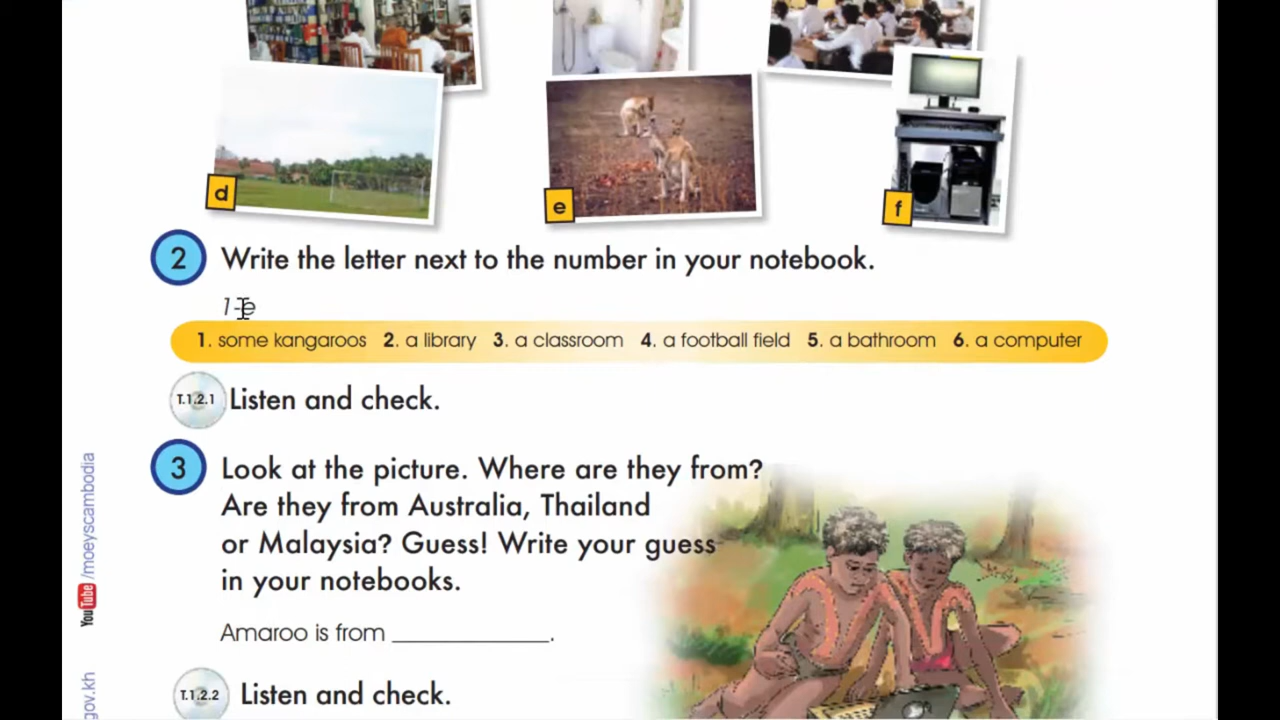 d
e
f
2 Write the letter next to the number in your notebook.
1-e
1. some kangaroos 2. a library 3. a classroom 4. a football field 5. a bathroom 6. a computer
T.1.2.1 Listen and check.
3 Look at the picture. Where are they from?
Are they from Australia, Thailand
or Malaysia? Guess! Write your guess
in your notebooks.
Amaroo is from ____________.
T.1.2.2 Listen and check.
YouTube /moeyscambodia
gov.kh